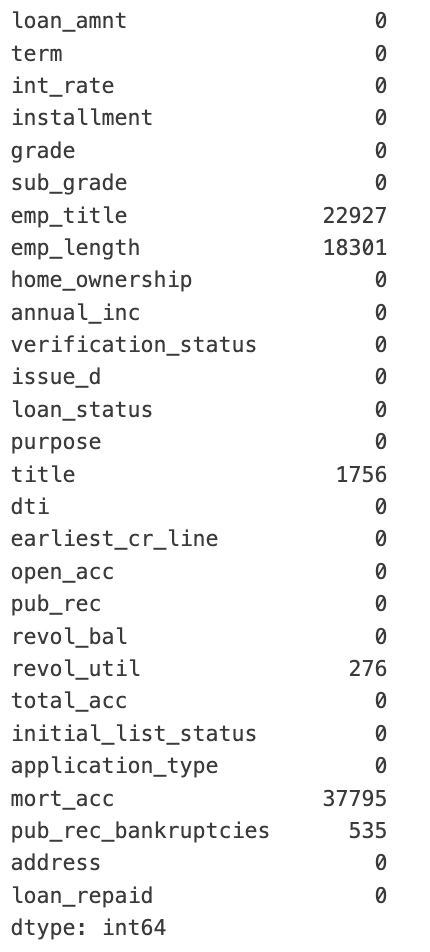 loan_amnt 0
term 0
int_rate 0
installment 0
grade 0
sub_grade 0
emp_title 22927
emp_length 18301
home_ownership 0
annual_inc 0
verification_status 0
issue_d 0
loan_status 0
purpose 0
title 1756
dti 0
earliest_cr_line 0
open_acc 0
pub_rec 0
revol_bal 0
revol_util 276
total_acc 0
initial_list_status 0
application_type 0
mort_acc 37795
pub_rec_bankruptcies 535
address 0
loan_repaid 0
dtype: int64